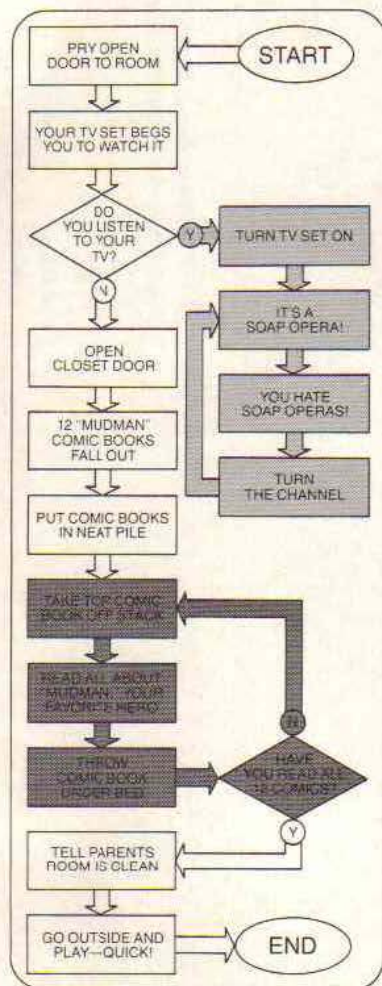 START
PRY OPEN
DOOR TO ROOM
YOUR TV SET BEGS
YOU TO WATCH IT
DO
YOU LISTEN
TO YOUR
TV?
Y
TURN TV SET ON
N
IT'S A
SOAP OPERA!
OPEN
CLOSET DOOR
YOU HATE
SOAP OPERAS!
12 "MUDMAN"
COMIC BOOKS
FALL OUT
TURN
THE CHANNEL
PUT COMIC BOOKS
IN NEAT PILE
TAKE TOP COMIC
BOOK OFF STACK
READ ALL ABOUT
"MUDMAN," YOUR
FAVORITE HERO
N
THROW
COMIC BOOK
UNDER BED
HAVE
YOU READ ALL
12 COMICS?
Y
TELL PARENTS
ROOM IS CLEAN
GO OUTSIDE AND
PLAY—QUICK!
END